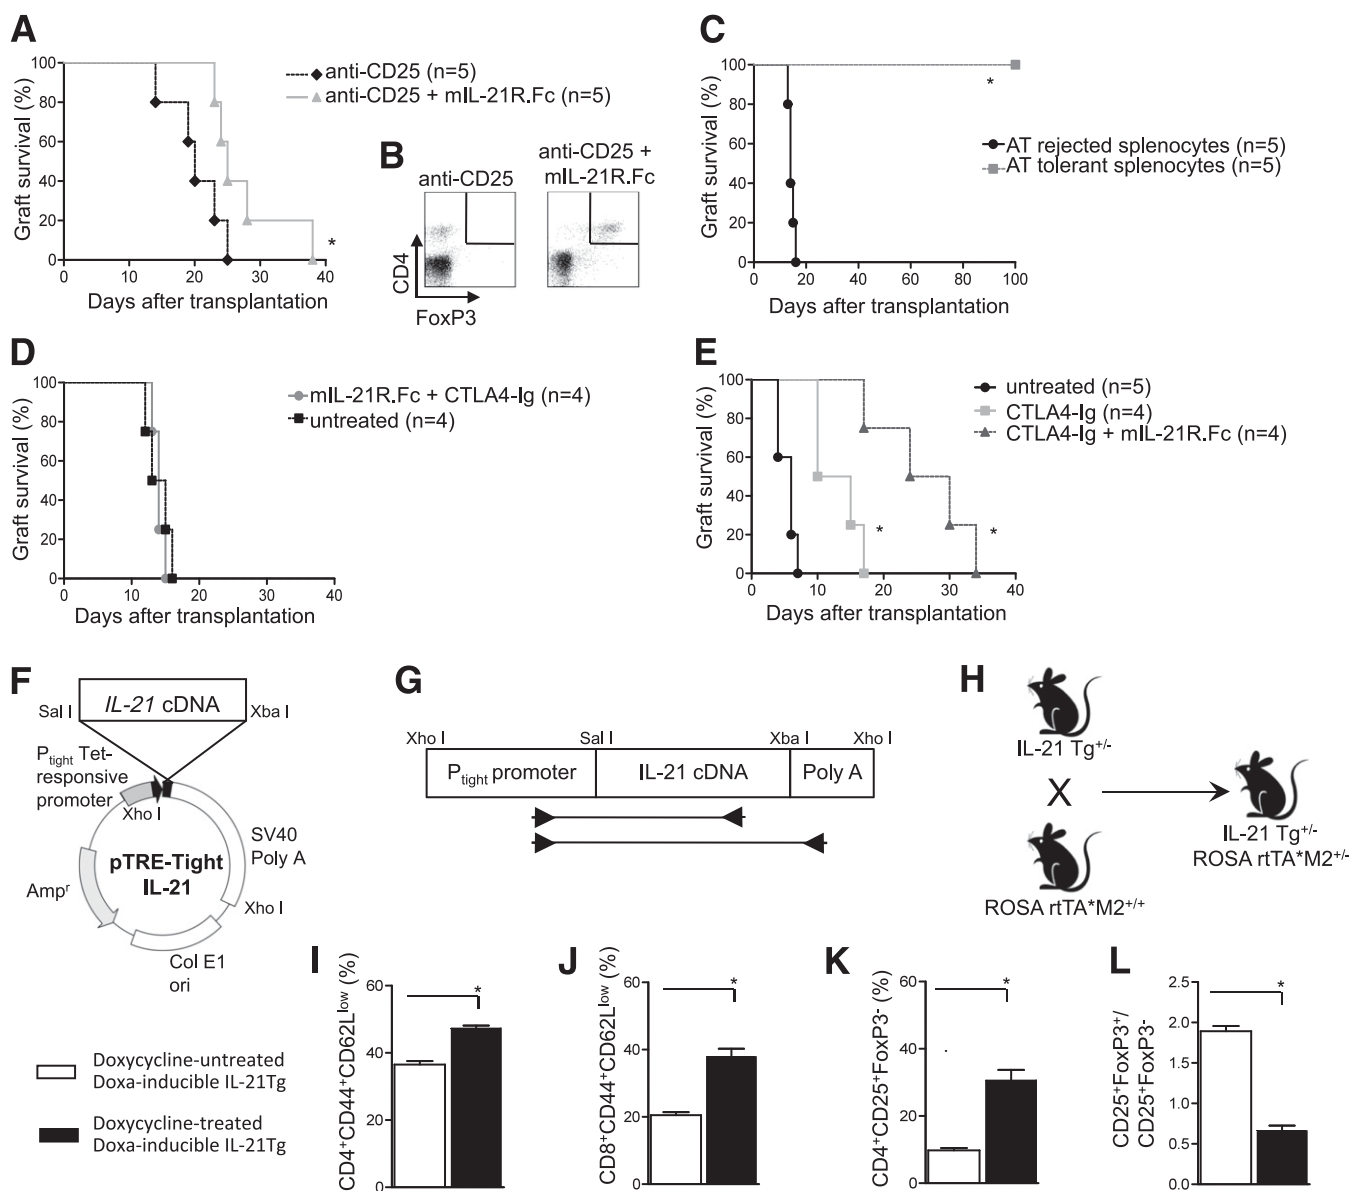 A
Graft survival (%)
100
80
60
40
20
0
0 10 20 30 40
Days after transplantation
anti-CD25 (n=5)
anti-CD25 + mIL-21R.Fc (n=5)
*
B
anti-CD25
anti-CD25 +
mIL-21R.Fc
CD4
FoxP3
C
Graft survival (%)
100
80
60
40
20
0
0 20 40 60 80 100
Days after transplantation
*
AT rejected splenocytes (n=5)
AT tolerant splenocytes (n=5)
D
Graft survival (%)
100
80
60
40
20
0
0 10 20 30 40
Days after transplantation
mIL-21R.Fc + CTLA4-Ig (n=4)
untreated (n=4)
E
Graft survival (%)
100
80
60
40
20
0
0 10 20 30 40
Days after transplantation
untreated (n=5)
CTLA4-Ig (n=4)
CTLA4-Ig + mIL-21R.Fc (n=4)
*
*
F
IL-21 cDNA
Sal I
Xba I
Ptight Tet-
responsive
promoter
Xho I
pTRE-Tight
IL-21
SV40
Poly A
Ampr
Xho I
Col E1
ori
G
Xho I Sal I Xba I Xho I
Ptight promoter IL-21 cDNA Poly A
H
IL-21 Tg+/-
X
ROSA rtTA*M2+/+
IL-21 Tg+/-
ROSA rtTA*M2+/-
Doxycycline-untreated
Doxa-inducible IL-21Tg
Doxycycline-treated
Doxa-inducible IL-21Tg
I
CD4+CD44+CD62Llow (%)
60
40
20
0
*
J
CD8+CD44+CD62Llow (%)
60
40
20
0
*
K
CD4+CD25+FoxP3- (%)
60
40
20
0
*
L
CD25+FoxP3+/
CD25+FoxP3-
2.5
2.0
1.5
1.0
0.5
0.0
*